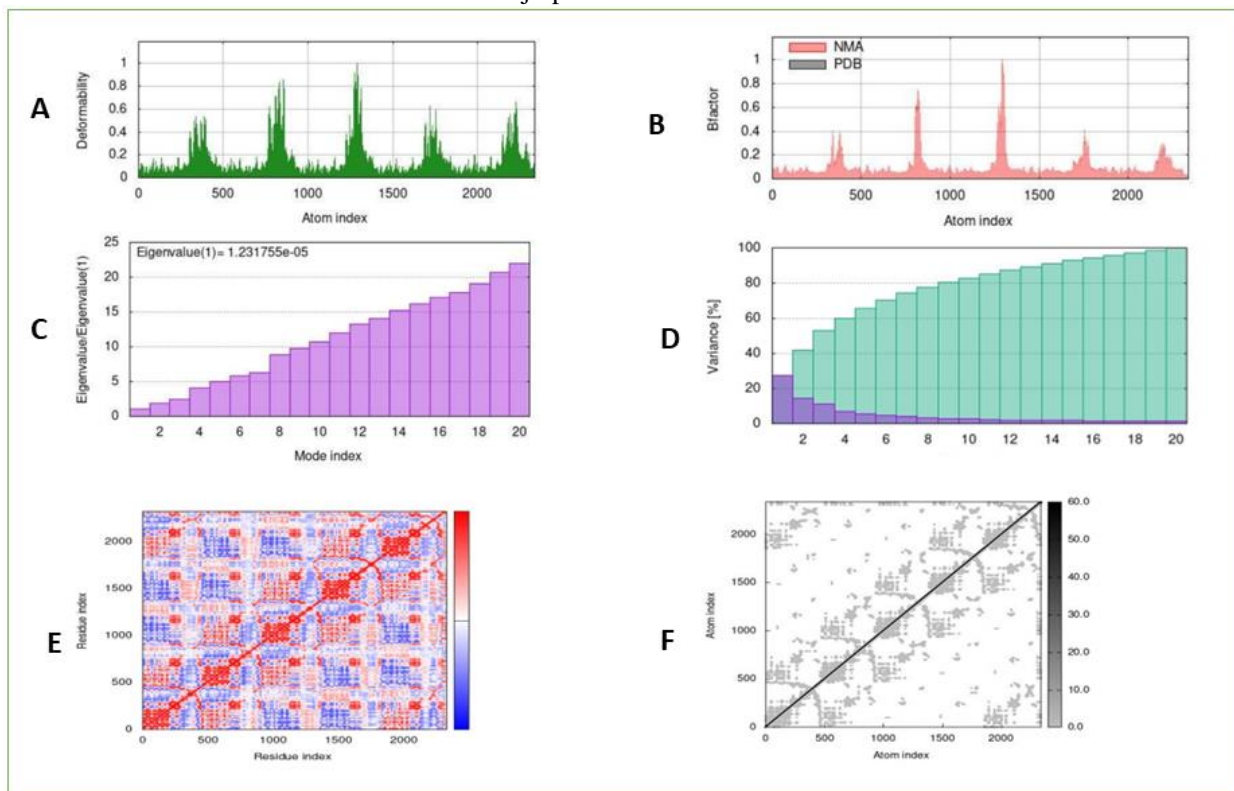 A
Deformability
1
0.8
0.6
0.4
0.2
0
0 500 1000 1500 2000
Atom index
B
NMA
PDB
Bfactor
1
0.8
0.6
0.4
0.2
0
0 500 1000 1500 2000
Atom index
C
Eigenvalue(1)= 1.231755e-05
Eigenvalue/Eigenvalue(1)
25
20
15
10
5
0
2 4 6 8 10 12 14 16 18 20
Mode index
D
Variance [%]
100
80
60
40
20
0
2 4 6 8 10 12 14 16 18 20
E
Residue index
2000
1500
1000
500
0
0 500 1000 1500 2000
Residue index
F
Atom index
2000
1500
1000
500
0
0 500 1000 1500 2000
Atom index
60.0
50.0
40.0
30.0
20.0
10.0
0.0